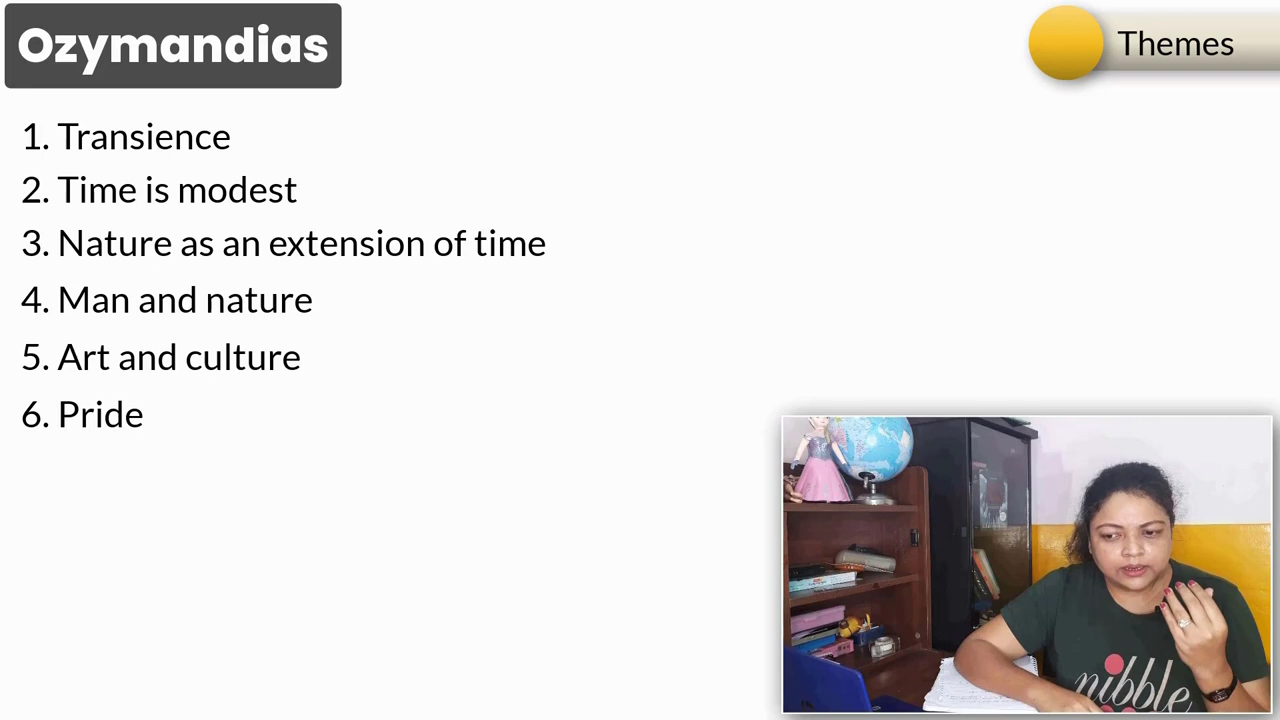 Ozymandias
Themes
1. Transience
2. Time is modest
3. Nature as an extension of time
4. Man and nature
5. Art and culture
6. Pride
nibble